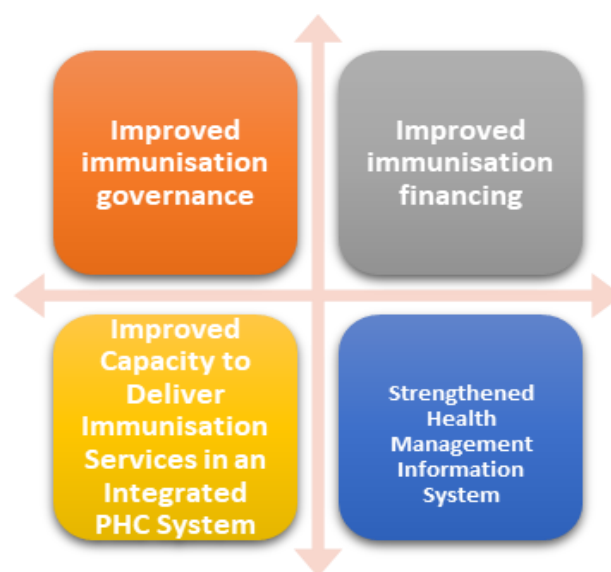 Improved
immunisation
governance
Improved
immunisation
financing
Improved
Capacity to
Deliver
Immunisation
Services in an
Integrated
PHC System
Strengthened
Health
Management
Information
System